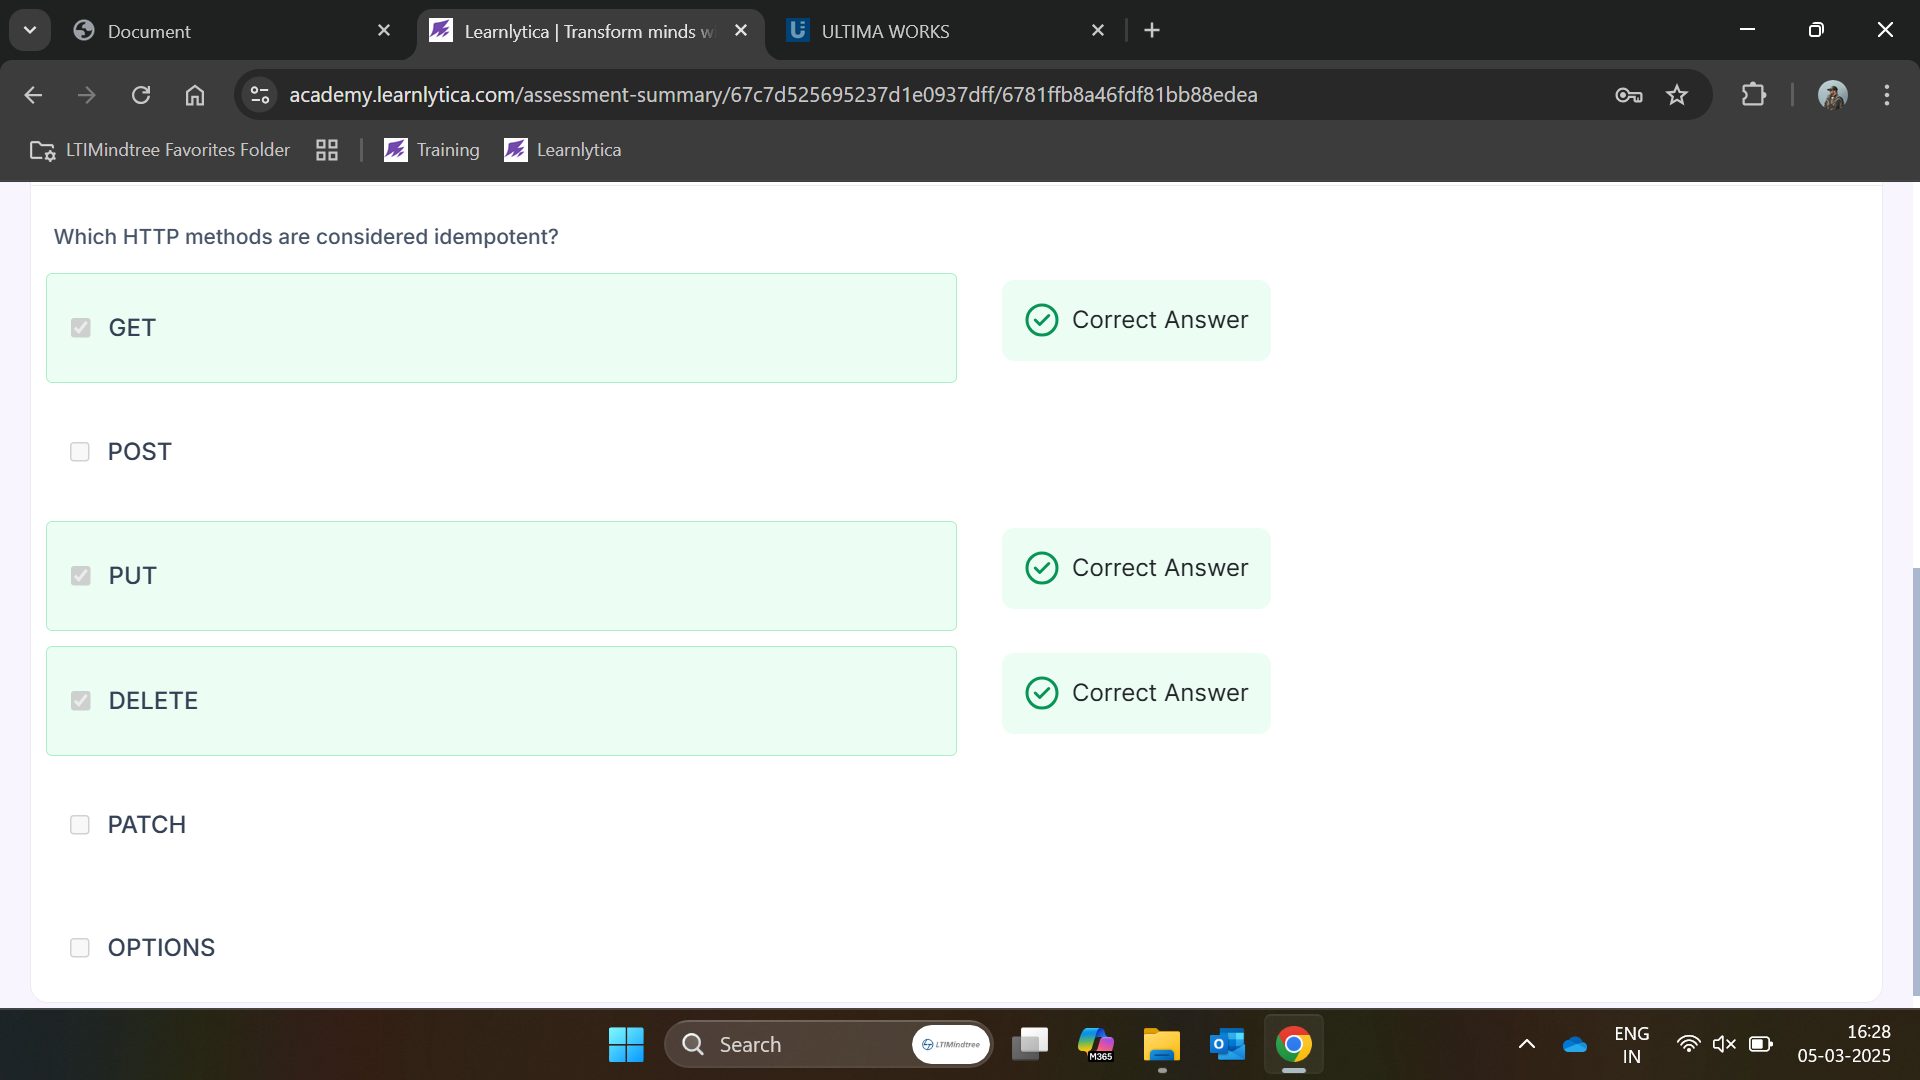 Document
Learnlytica | Transform minds w
ULTIMA WORKS
academy.learnlytica.com/assessment-summary/67c7d525695237d1e0937dff/6781ffb8a46fdf81bb88edea
LTIMindtree Favorites Folder
Training
Learnlytica
Which HTTP methods are considered idempotent?
GET
Correct Answer
POST
PUT
Correct Answer
DELETE
Correct Answer
PATCH
OPTIONS
Search
LTIMindtree
M365
ENG
IN
16:28
05-03-2025